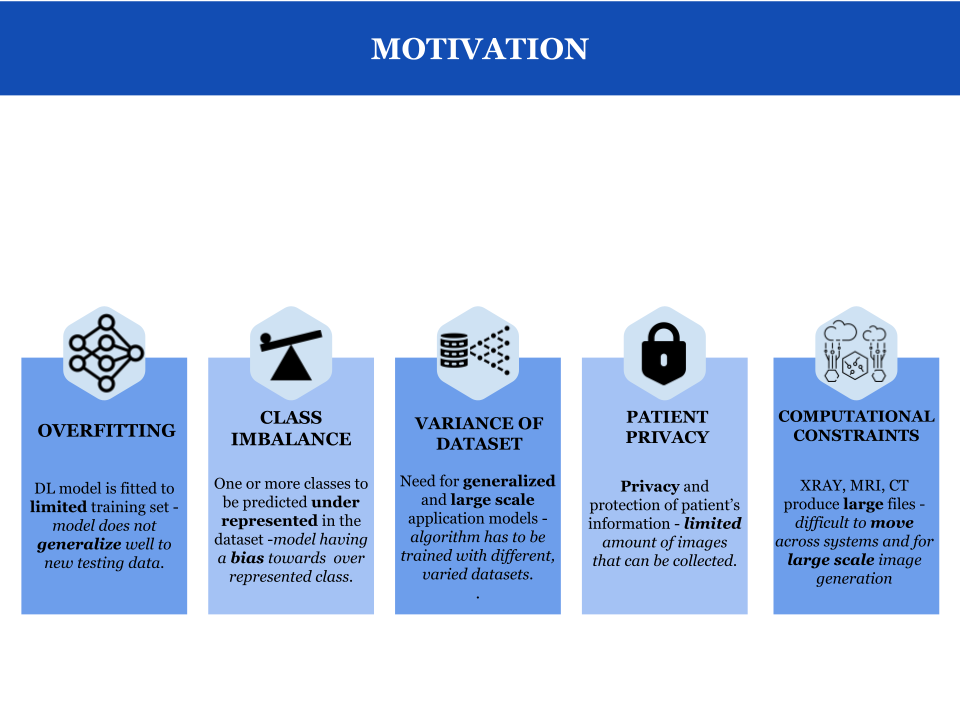 MOTIVATION
OVERFITTING
DL model is fitted to
limited training set -
model does not
generalize well to
new testing data.
CLASS
IMBALANCE
One or more classes to
be predicted under
represented in the
dataset -model having
a bias towards  over
represented class.
VARIANCE OF
DATASET
Need for generalized
and large scale
application models -
algorithm has to be
trained with different,
varied datasets.
.
PATIENT
PRIVACY
Privacy and
protection of patient’s
information - limited
amount of images
that can be collected.
COMPUTATIONAL
CONSTRAINTS
XRAY, MRI, CT
produce large files -
difficult to move
across systems and for
large scale image
generation